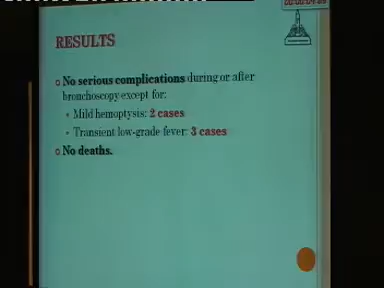 RESULTS
No serious complications during or after
bronchoscopy except for:
Mild hemoptysis: 2 cases
Transient low-grade fever: 3 cases
No deaths.